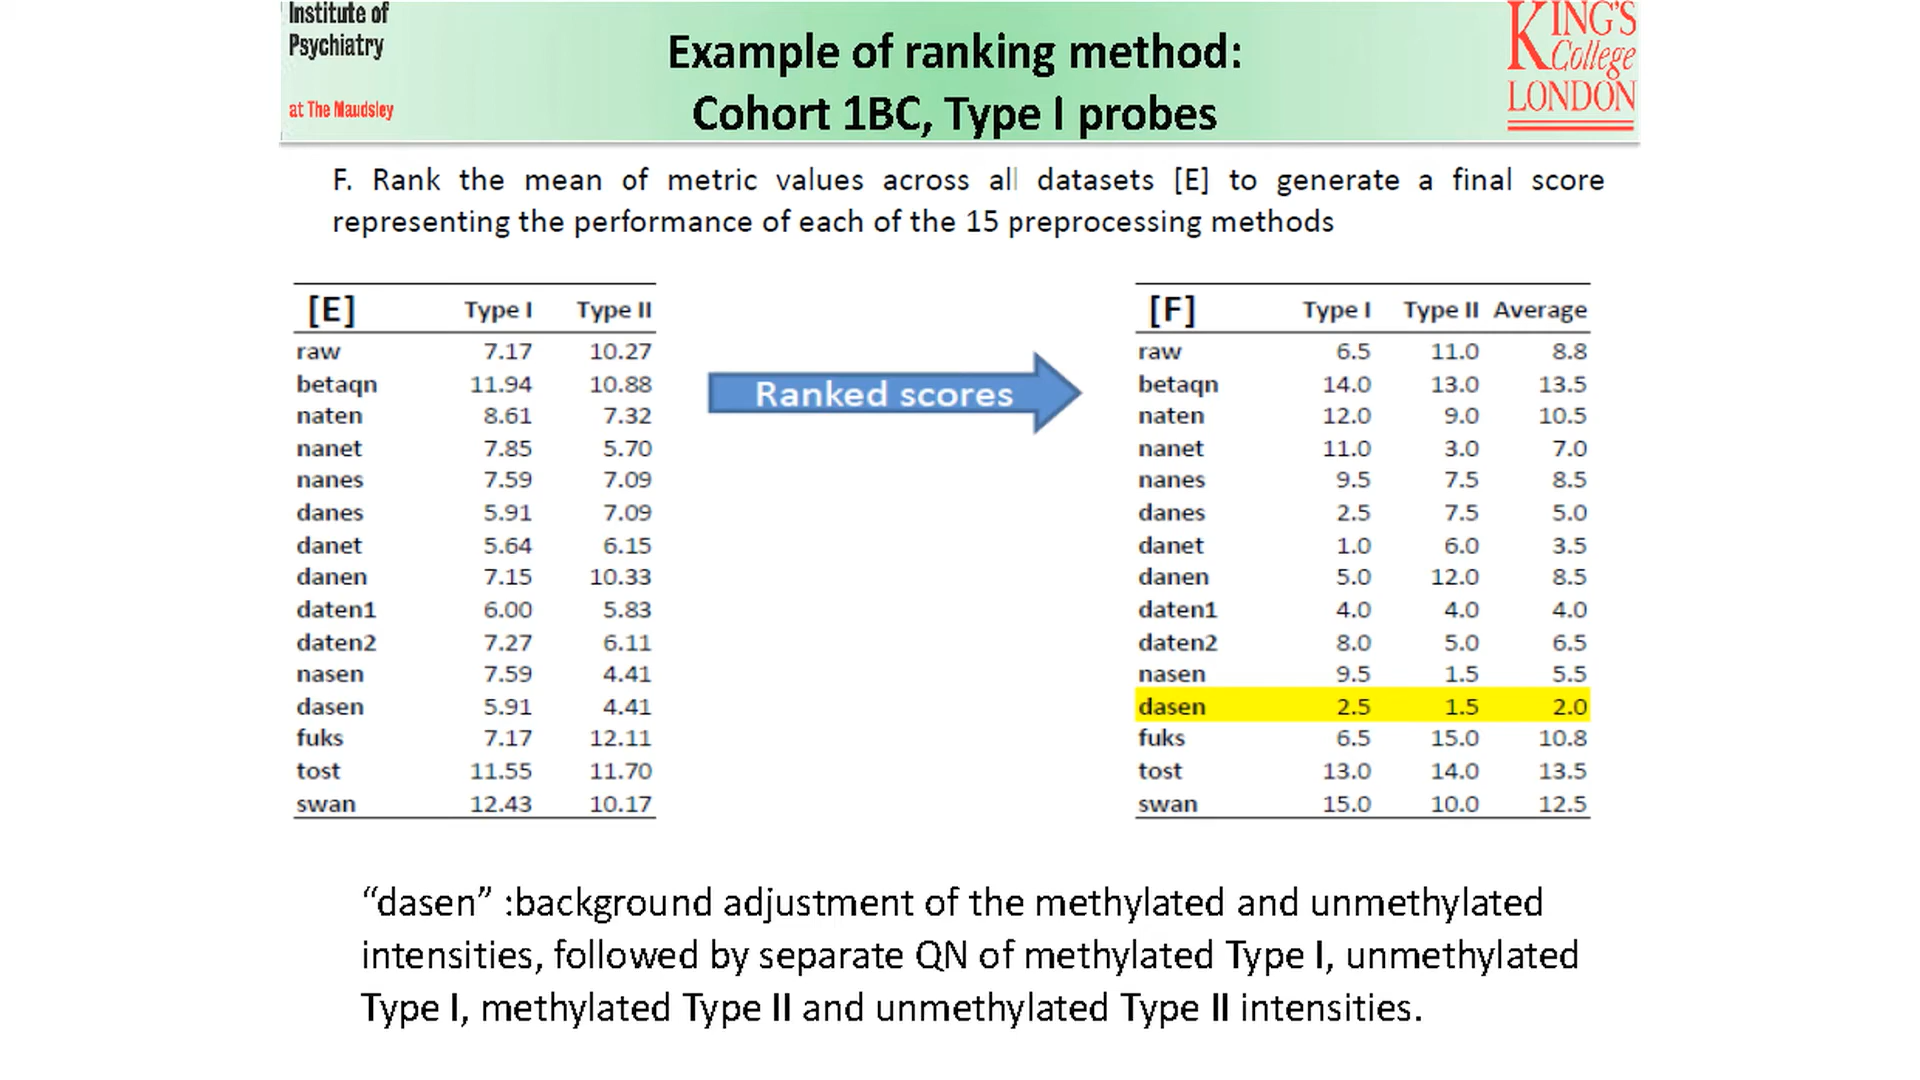 Institute of
Psychiatry
at The Maudsley
Example of ranking method:
Cohort 1BC, Type I probes
KING'S
College
LONDON
F. Rank the mean of metric values across all datasets [E] to generate a final score
representing the performance of each of the 15 preprocessing methods
[E] Type I Type II
raw 7.17 10.27
betaqn 11.94 10.88
naten 8.61 7.32
nanet 7.85 5.70
nanes 7.59 7.09
danes 5.91 7.09
danet 5.64 6.15
danen 7.15 10.33
daten1 6.00 5.83
daten2 7.27 6.11
nasen 7.59 4.41
dasen 5.91 4.41
fuks 7.17 12.11
tost 11.55 11.70
swan 12.43 10.17
Ranked scores
[F] Type I Type II Average
raw 6.5 11.0 8.8
betaqn 14.0 13.0 13.5
naten 12.0 9.0 10.5
nanet 11.0 3.0 7.0
nanes 9.5 7.5 8.5
danes 2.5 7.5 5.0
danet 1.0 6.0 3.5
danen 5.0 12.0 8.5
daten1 4.0 4.0 4.0
daten2 8.0 5.0 6.5
nasen 9.5 1.5 5.5
dasen 2.5 1.5 2.0
fuks 6.5 15.0 10.8
tost 13.0 14.0 13.5
swan 15.0 10.0 12.5
“dasen” :background adjustment of the methylated and unmethylated
intensities, followed by separate QN of methylated Type I, unmethylated
Type I, methylated Type II and unmethylated Type II intensities.